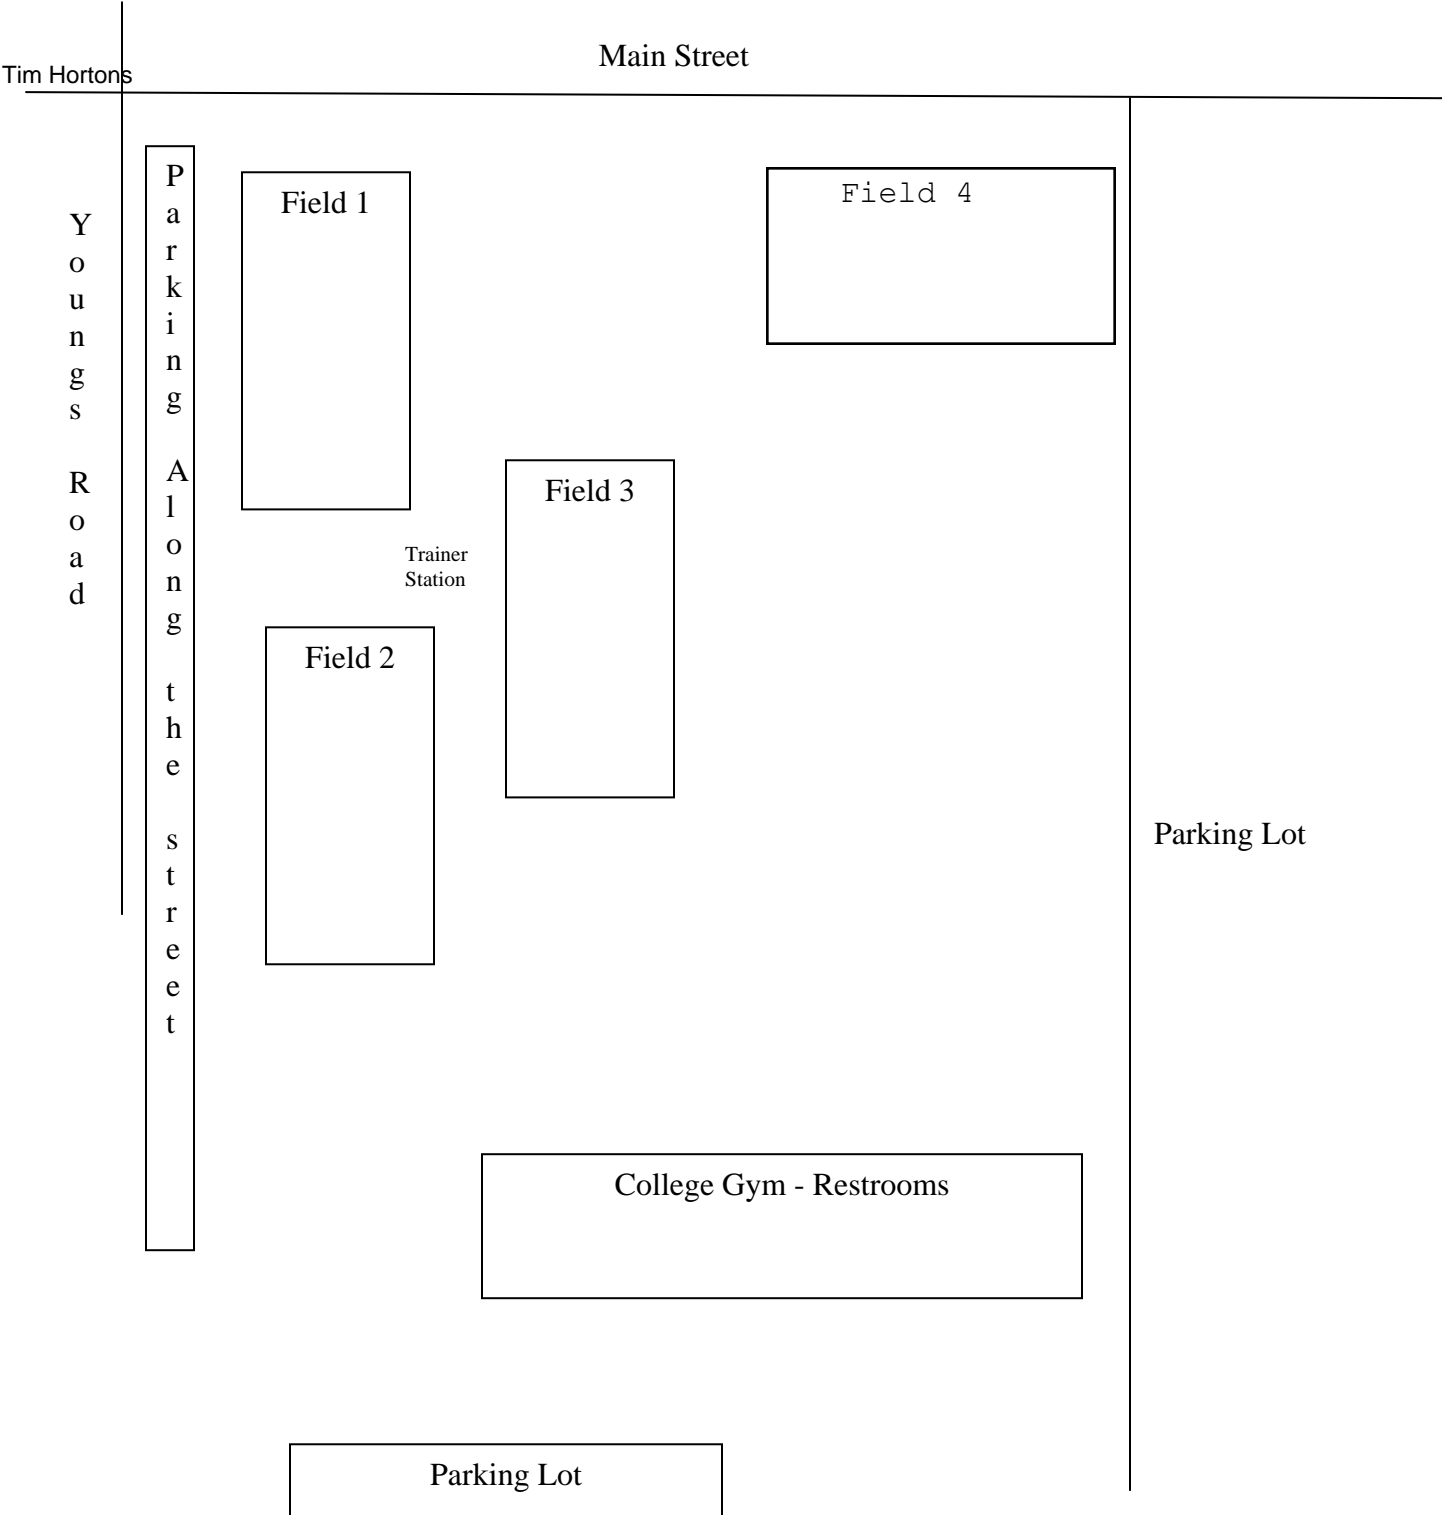 Main Street
Tim Hortons
Youngs Road
Parking Along the street
Field 1
Field 4
Field 3
Trainer
Station
Field 2
Parking Lot
College Gym - Restrooms
Parking Lot